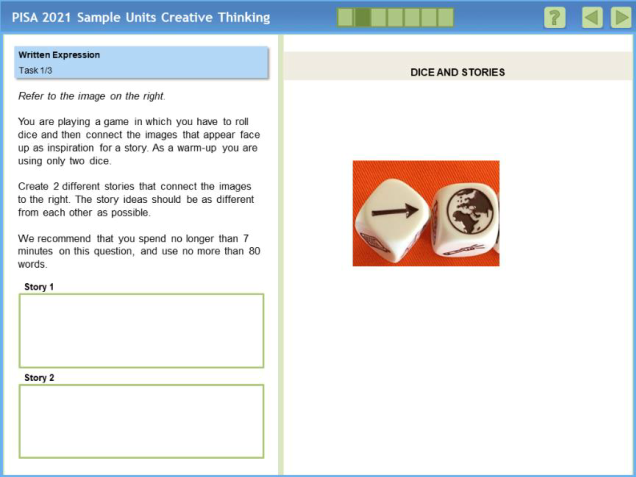 PISA 2021 Sample Units Creative Thinking
?
Written Expression
Task 1/3
Refer to the image on the right.
You are playing a game in which you have to roll
dice and then connect the images that appear face
up as inspiration for a story. As a warm-up you are
using only two dice.
Create 2 different stories that connect the images
to the right. The story ideas should be as different
from each other as possible.
We recommend that you spend no longer than 7
minutes on this question, and use no more than 80
words.
Story 1
Story 2
DICE AND STORIES